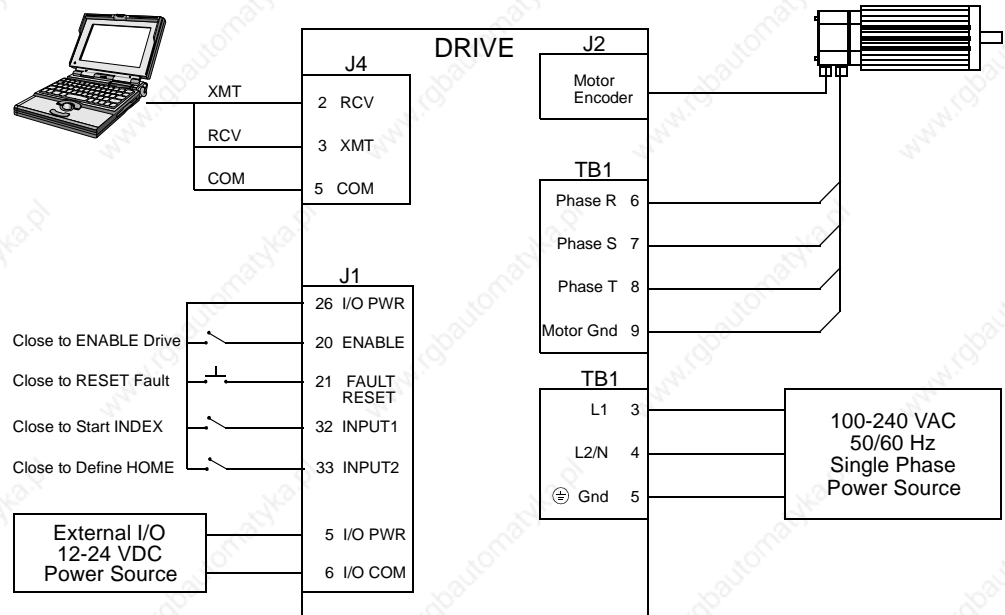 DRIVE
J4
XMT
2 RCV
RCV
3 XMT
COM
5 COM
J2
Motor
Encoder
TB1
Phase R 6
Phase S 7
Phase T 8
Motor Gnd 9
J1
26 I/O PWR
Close to ENABLE Drive
20 ENABLE
Close to RESET Fault
21 FAULT
RESET
Close to Start INDEX
32 INPUT1
Close to Define HOME
33 INPUT2
External I/O
12-24 VDC
Power Source
5 I/O PWR
6 I/O COM
TB1
L1 3
L2/N 4
Gnd 5
100-240 VAC
50/60 Hz
Single Phase
Power Source
www.rgbautomatyka.pl